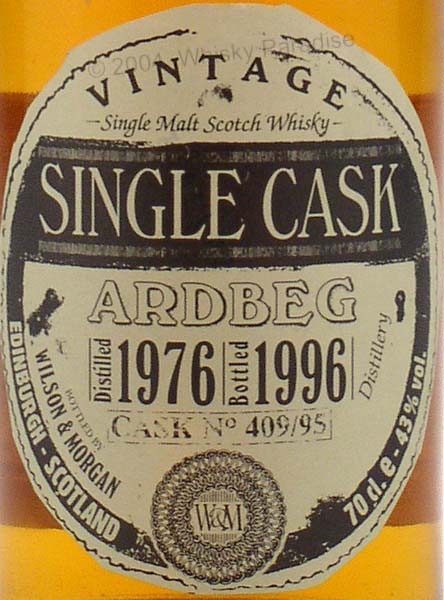 © 2001, Whisky Paradise
VINTAGE
Single Malt Scotch Whisky
SINGLE CASK
ARDBEG
Distilled 1976 Bottled 1996
Distillery
CASK Nº 409/95
BOTTLED BY
WILSON & MORGAN
EDINBURGH - SCOTLAND
W&M
70 cl. e - 43% vol.